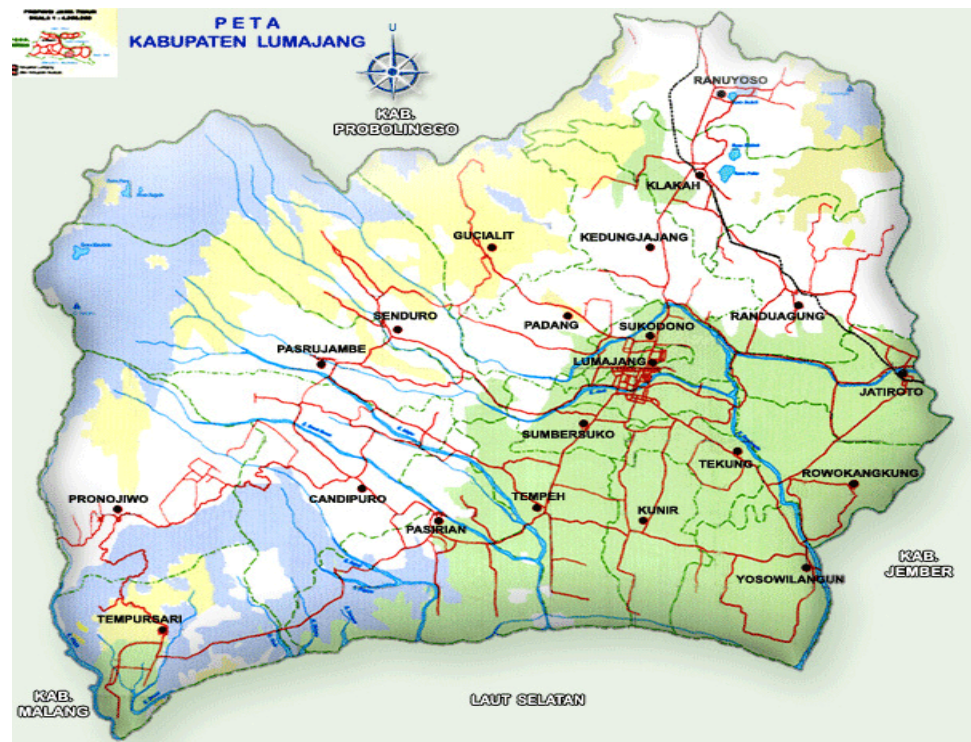 PETA
KABUPATEN LUMAJANG
U
KAB.
PROBOLINGGO
RANUYOSO
KLAKAH
GUCIALIT
KEDUNGJAJANG
SENDURO
PADANG
SUKODONO
RANDUAGUNG
PASRUJAMBE
LUMAJANG
JATIROTO
SUMBERSUKO
TEKUNG
ROWOKANGKUNG
PRONOJIWO
CANDIPURO
TEMPEH
KUNIR
PASIRIAN
YOSOWILANGUN
KAB.
JEMBER
TEMPURSARI
KAB.
MALANG
LAUT SELATAN